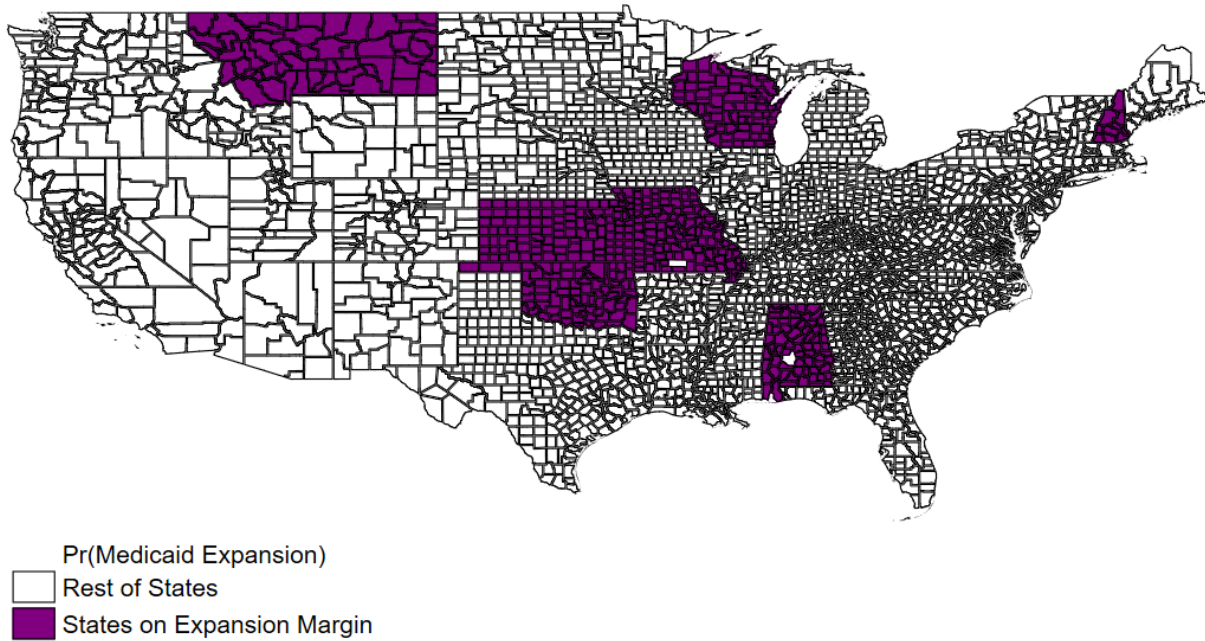 Pr(Medicaid Expansion)
Rest of States
States on Expansion Margin